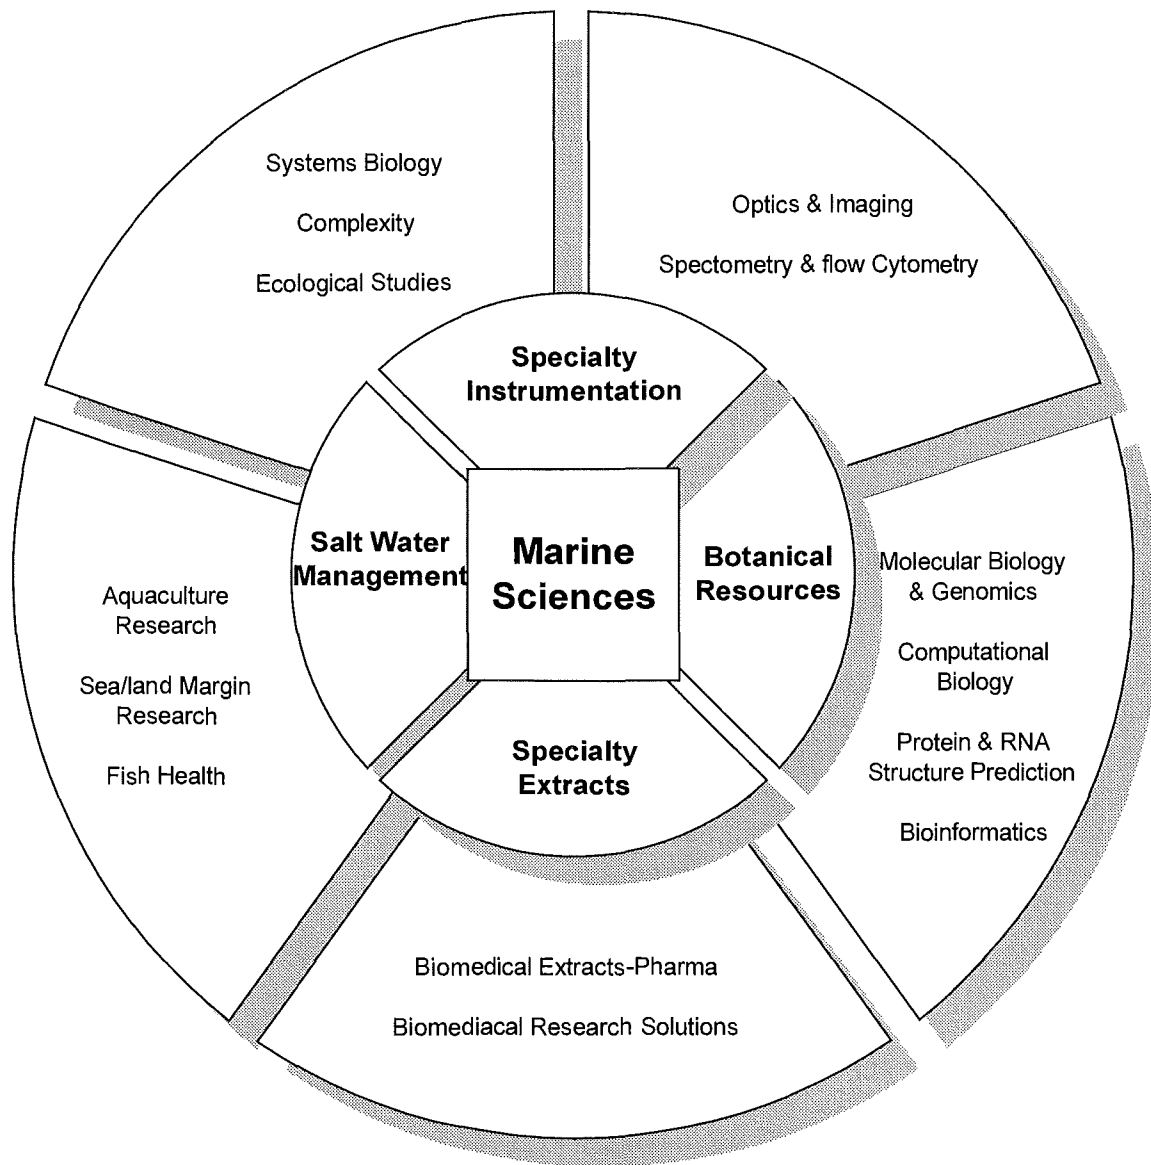 Systems Biology
Complexity
Ecological Studies
Optics & Imaging
Spectometry & flow Cytometry
Specialty
Instrumentation
Salt Water
Management
Marine
Sciences
Botanical
Resources
Molecular Biology
& Genomics
Computational
Biology
Protein & RNA
Structure Prediction
Bioinformatics
Aquaculture
Research
Sea/land Margin
Research
Fish Health
Specialty
Extracts
Biomedical Extracts-Pharma
Biomediacal Research Solutions